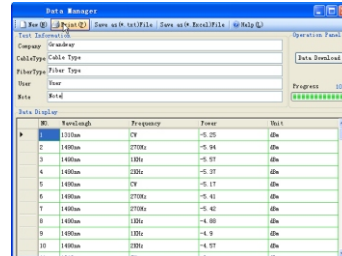 Data Manager
New (N) Print (P) Save as (*.txt)File Save as (*.Excel)File Help (L)
Test Information
Operation Panel
Company Grandway
CableType Cable Type
Data Download
FiberType Fiber Type
User User
Progress 10
Note Note
Data Display
NO. Wavelengh Frequency Power Unit
1 1310nm CW -5.25 dBm
2 1490nm 270Hz -5.94 dBm
3 1490nm 1KHz -5.57 dBm
4 1490nm 2KHz -5.37 dBm
5 1490nm CW -5.17 dBm
6 1490nm 270Hz -5.41 dBm
7 1490nm 270Hz -5.42 dBm
8 1490nm 1KHz -4.88 dBm
9 1490nm 1KHz -4.9 dBm
10 1490nm 2KHz -4.57 dBm